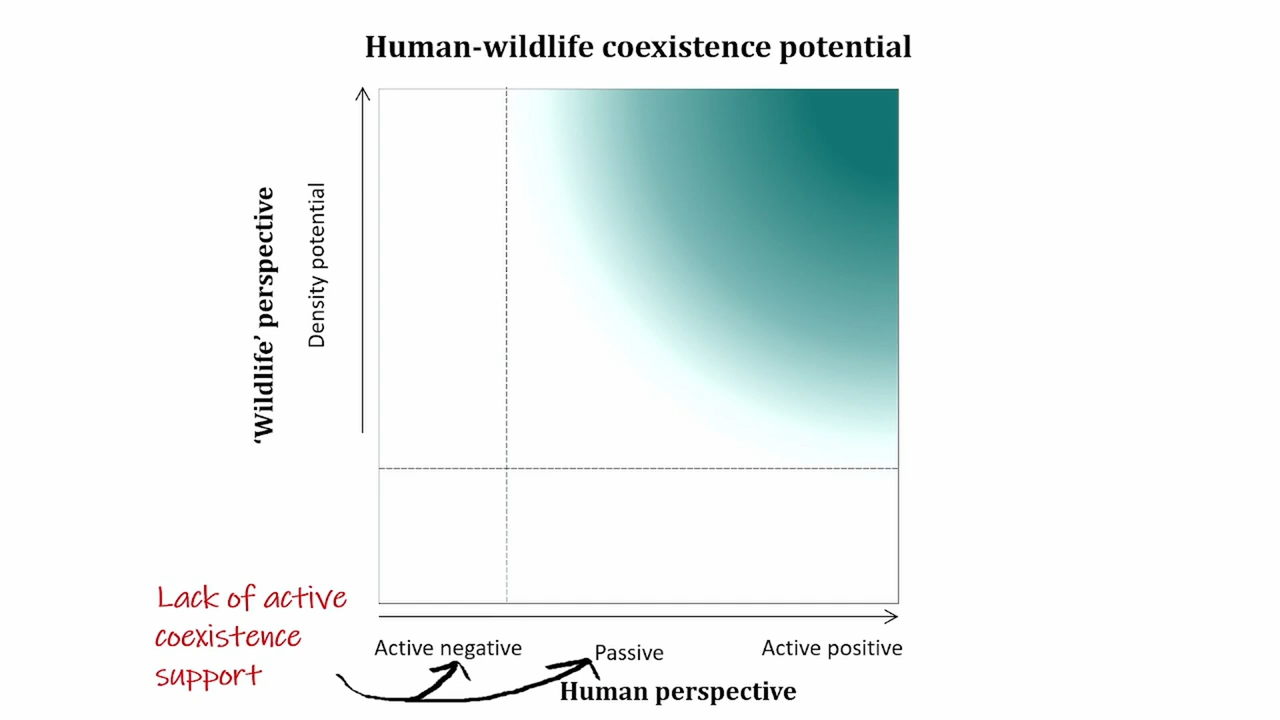 Human-wildlife coexistence potential
'Wildlife' perspective
Density potential
Lack of active
coexistence
support
Active negative
Passive
Active positive
Human perspective